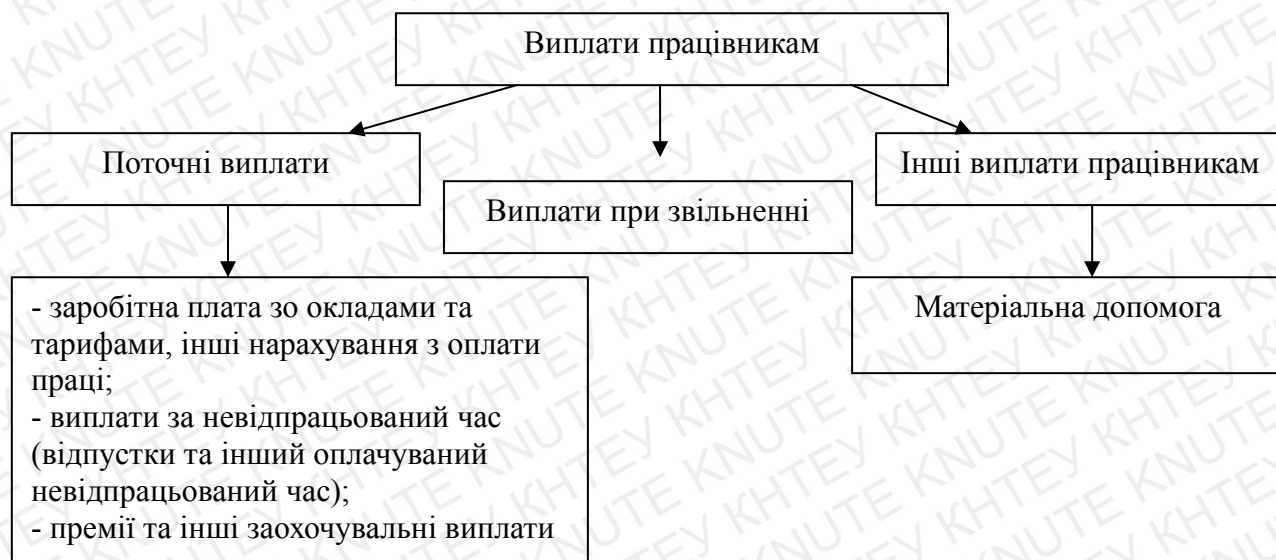 Виплати працівникам
Поточні виплати
Виплати при звільненні
Інші виплати працівникам
- заробітна плата зо окладами та
тарифами, інші нарахування з оплати
праці;
- виплати за невідпрацьований час
(відпустки та інший оплачуваний
невідпрацьований час);
- премії та інші заохочувальні виплати
Матеріальна допомога